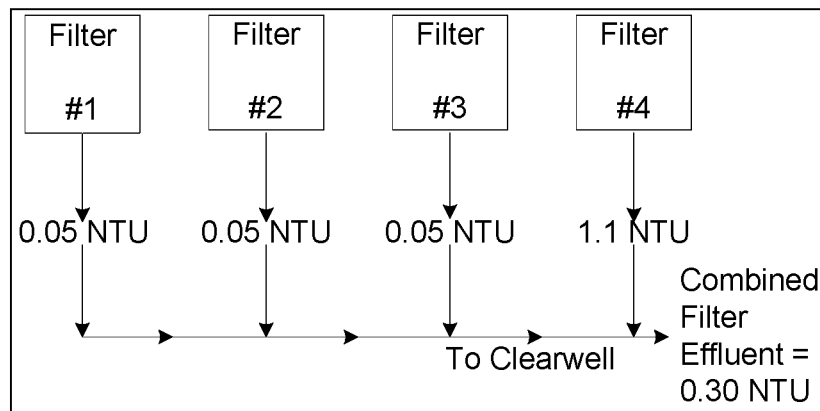 Filter
#1
Filter
#2
Filter
#3
Filter
#4
0.05 NTU
0.05 NTU
0.05 NTU
1.1 NTU
To Clearwell
Combined
Filter
Effluent =
0.30 NTU